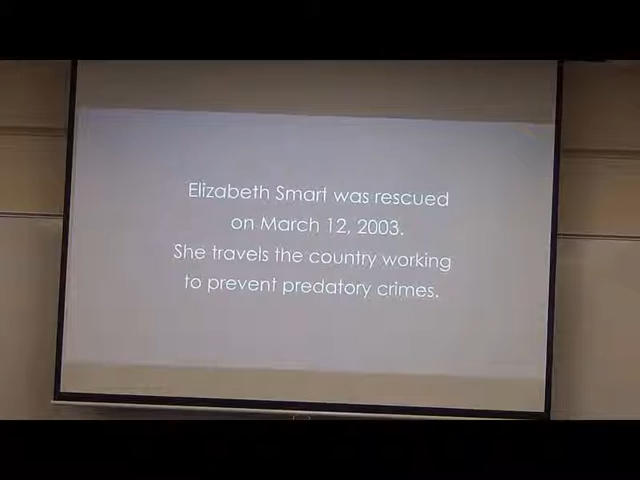 Elizabeth Smart was rescued
on March 12, 2003.
She travels the country working
to prevent predatory crimes.